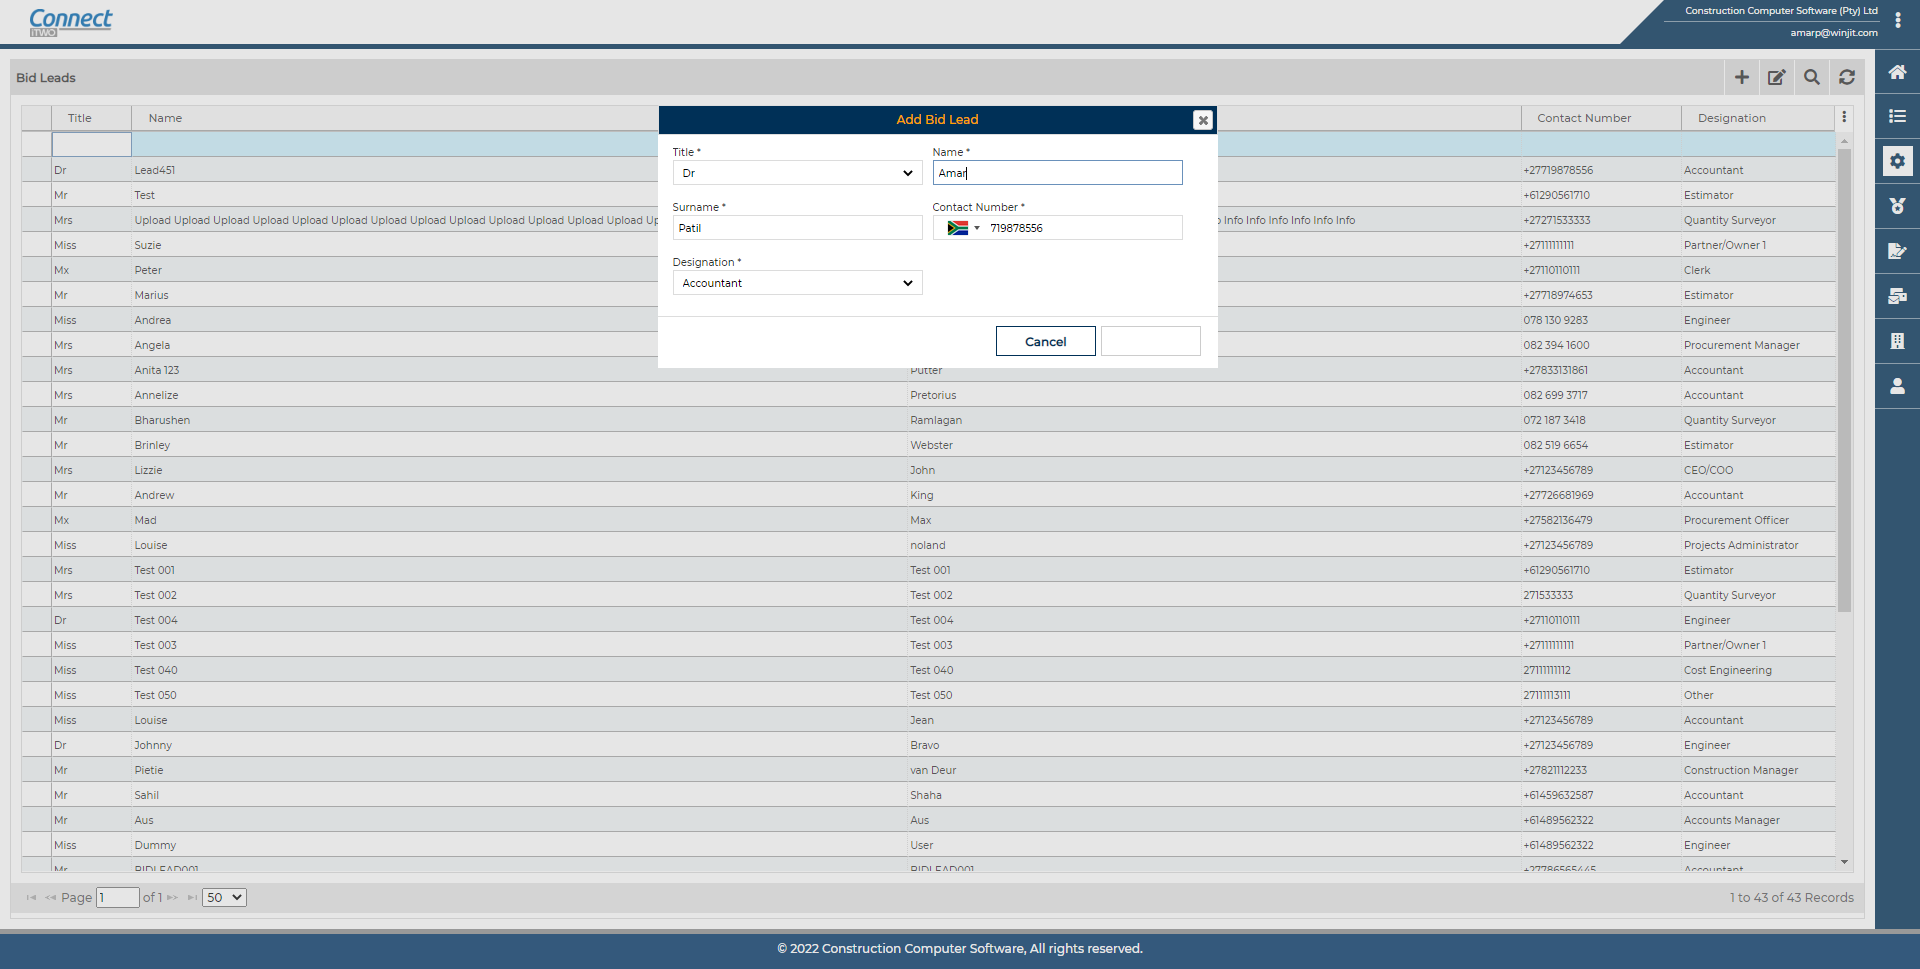 Connect
iTWO
Construction Computer Software (Pty) Ltd
amarp@winjit.com
Bid Leads
Title Name Contact Number Designation
Add Bid Lead
Title * Name *
Dr Amar
Surname * Contact Number *
Patil 719878556
Designation *
Accountant
Cancel
Dr Lead451 +27719878556 Accountant
Mr Test +61290561710 Estimator
Mrs Upload Upload Upload Upload Upload Upload Upload Upload Upload Upload Upload Upload Upload Up Info Info Info Info Info Info +27271533333 Quantity Surveyor
Miss Suzie +27111111111 Partner/Owner 1
Mx Peter +27110110111 Clerk
Mr Marius +27718974653 Estimator
Miss Andrea 078 130 9283 Engineer
Mrs Angela 082 394 1600 Procurement Manager
Mrs Anita 123 Putter +27833131861 Accountant
Mrs Annelize Pretorius 082 699 3717 Accountant
Mr Bharushen Ramlagan 072 187 3418 Quantity Surveyor
Mr Brinley Webster 082 519 6654 Estimator
Mrs Lizzie John +27123456789 CEO/COO
Mr Andrew King +27726681969 Accountant
Mx Mad Max +27582136479 Procurement Officer
Miss Louise noland +27123456789 Projects Administrator
Mrs Test 001 Test 001 +61290561710 Estimator
Mrs Test 002 Test 002 271533333 Quantity Surveyor
Dr Test 004 Test 004 +27110110111 Engineer
Miss Test 003 Test 003 +27111111111 Partner/Owner 1
Miss Test 040 Test 040 27111111112 Cost Engineering
Miss Test 050 Test 050 27111113111 Other
Miss Louise Jean +27123456789 Accountant
Dr Johnny Bravo +27123456789 Engineer
Mr Pietie van Deur +27821112233 Construction Manager
Mr Sahil Shaha +61459632587 Accountant
Mr Aus Aus +61489562322 Accounts Manager
Miss Dummy User +61489562322 Engineer
Mr BIDLEAD001 BIDLEAD001 +27786565445 Accountant
Page 1 of 1 50 1 to 43 of 43 Records
© 2022 Construction Computer Software, All rights reserved.